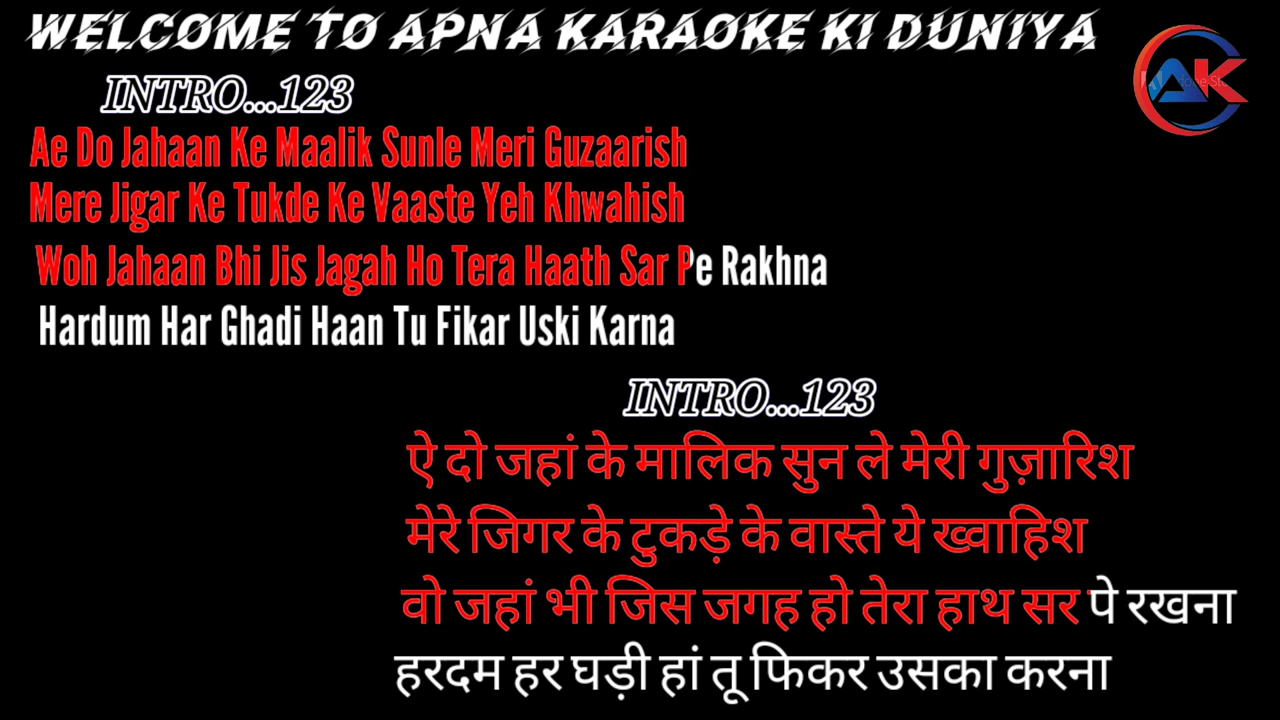 WELCOME TO APNA KARAOKE KI DUNIYA
AK
INTRO...123
Ae Do Jahaan Ke Maalik Sunle Meri Guzaarish
Mere Jigar Ke Tukde Ke Vaaste Yeh Khwahish
Woh Jahaan Bhi Jis Jagah Ho Tera Haath Sar Pe Rakhna
Hardum Har Ghadi Haan Tu Fikar Uski Karna
INTRO...123
ऐ दो जहां के मालिक सुन ले मेरी गुज़ारिश
मेरे जिगर के टुकड़े के वास्ते ये ख्वाहिश
वो जहां भी जिस जगह हो तेरा हाथ सर पे रखना
हरदम हर घड़ी हां तू फिकर उसका करना